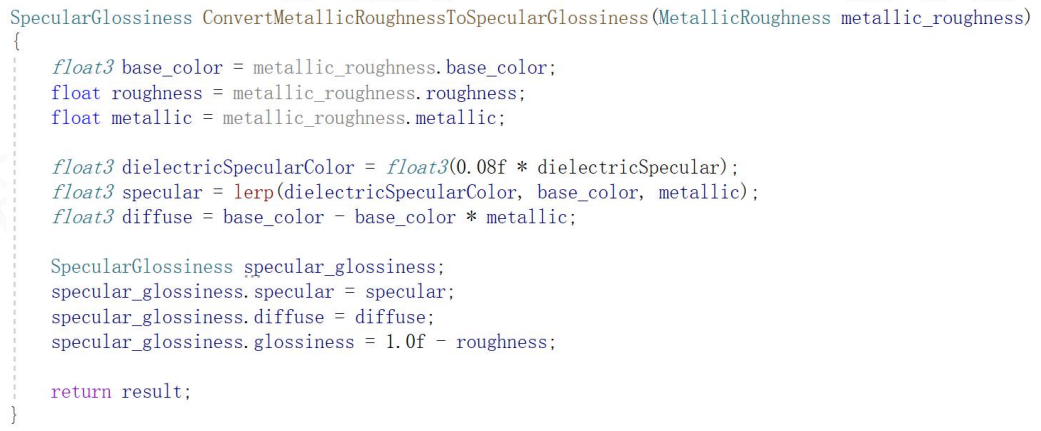 SpecularGlossiness ConvertMetallicRoughnessToSpecularGlossiness(MetallicRoughness metallic_roughness)
{
    float3 base_color = metallic_roughness.base_color;
    float roughness = metallic_roughness.roughness;
    float metallic = metallic_roughness.metallic;

    float3 dielectricSpecularColor = float3(0.08f * dielectricSpecular);
    float3 specular = lerp(dielectricSpecularColor, base_color, metallic);
    float3 diffuse = base_color - base_color * metallic;

    SpecularGlossiness specular_glossiness;
    specular_glossiness.specular = specular;
    specular_glossiness.diffuse = diffuse;
    specular_glossiness.glossiness = 1.0f - roughness;

    return result;
}